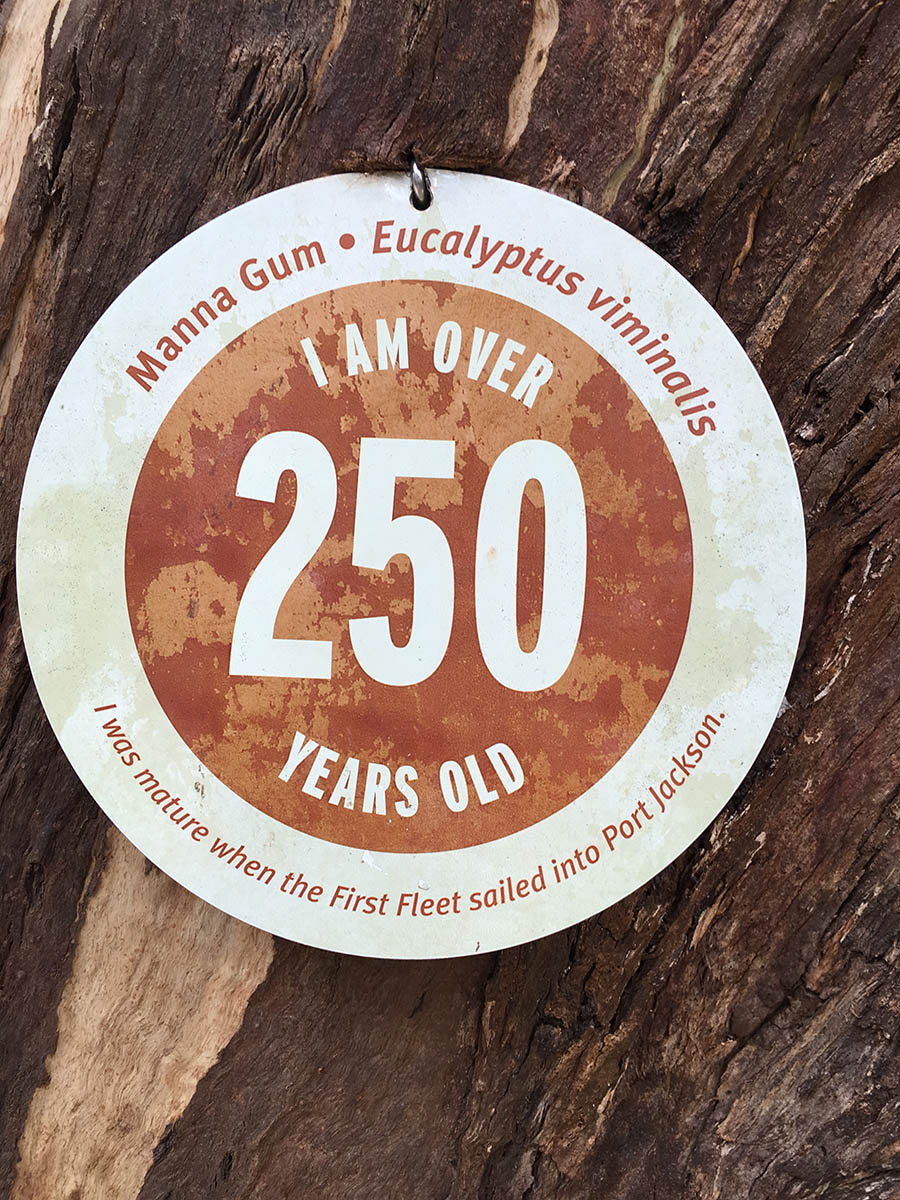 Manna Gum • Eucalyptus viminalis
I AM OVER
250
YEARS OLD
I was mature when the First Fleet sailed into Port Jackson.